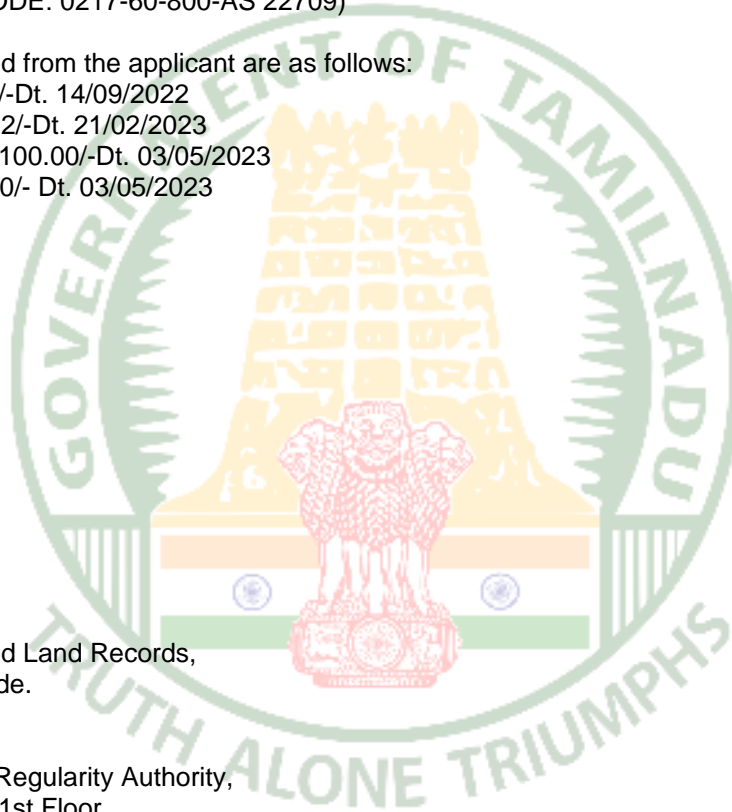 ODE: 0217-60-800-AS 22709)
d from the applicant are as follows:
/-Dt. 14/09/2022
2/-Dt. 21/02/2023
100.00/-Dt. 03/05/2023
0/- Dt. 03/05/2023
GOVERNMENT OF TAMILNADU
d Land Records,
de.
TRUTH ALONE TRIUMPHS
Regularity Authority,
1st Floor